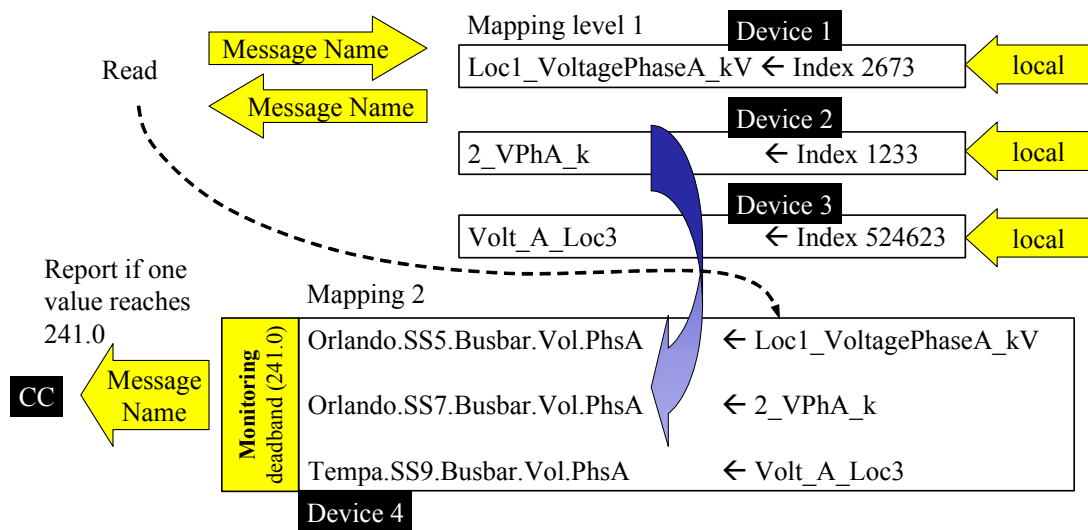 Mapping level 1
Device 1
Message Name
Read
Loc1_VoltagePhaseA_kV ← Index 2673
local
Message Name
Device 2
2_VPhA_k ← Index 1233
local
Device 3
Volt_A_Loc3 ← Index 524623
local
Report if one
value reaches
241.0
Mapping 2
Monitoring
deadband (241.0)
Orlando.SS5.Busbar.Vol.PhsA ← Loc1_VoltagePhaseA_kV
CC
Message
Name
Orlando.SS7.Busbar.Vol.PhsA ← 2_VPhA_k
Tempa.SS9.Busbar.Vol.PhsA ← Volt_A_Loc3
Device 4